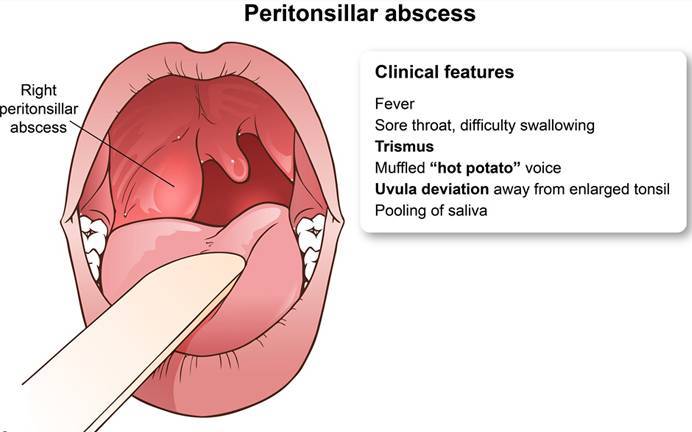 Peritonsillar abscess
Right
peritonsillar
abscess
Clinical features
Fever
Sore throat, difficulty swallowing
Trismus
Muffled “hot potato” voice
Uvula deviation away from enlarged tonsil
Pooling of saliva